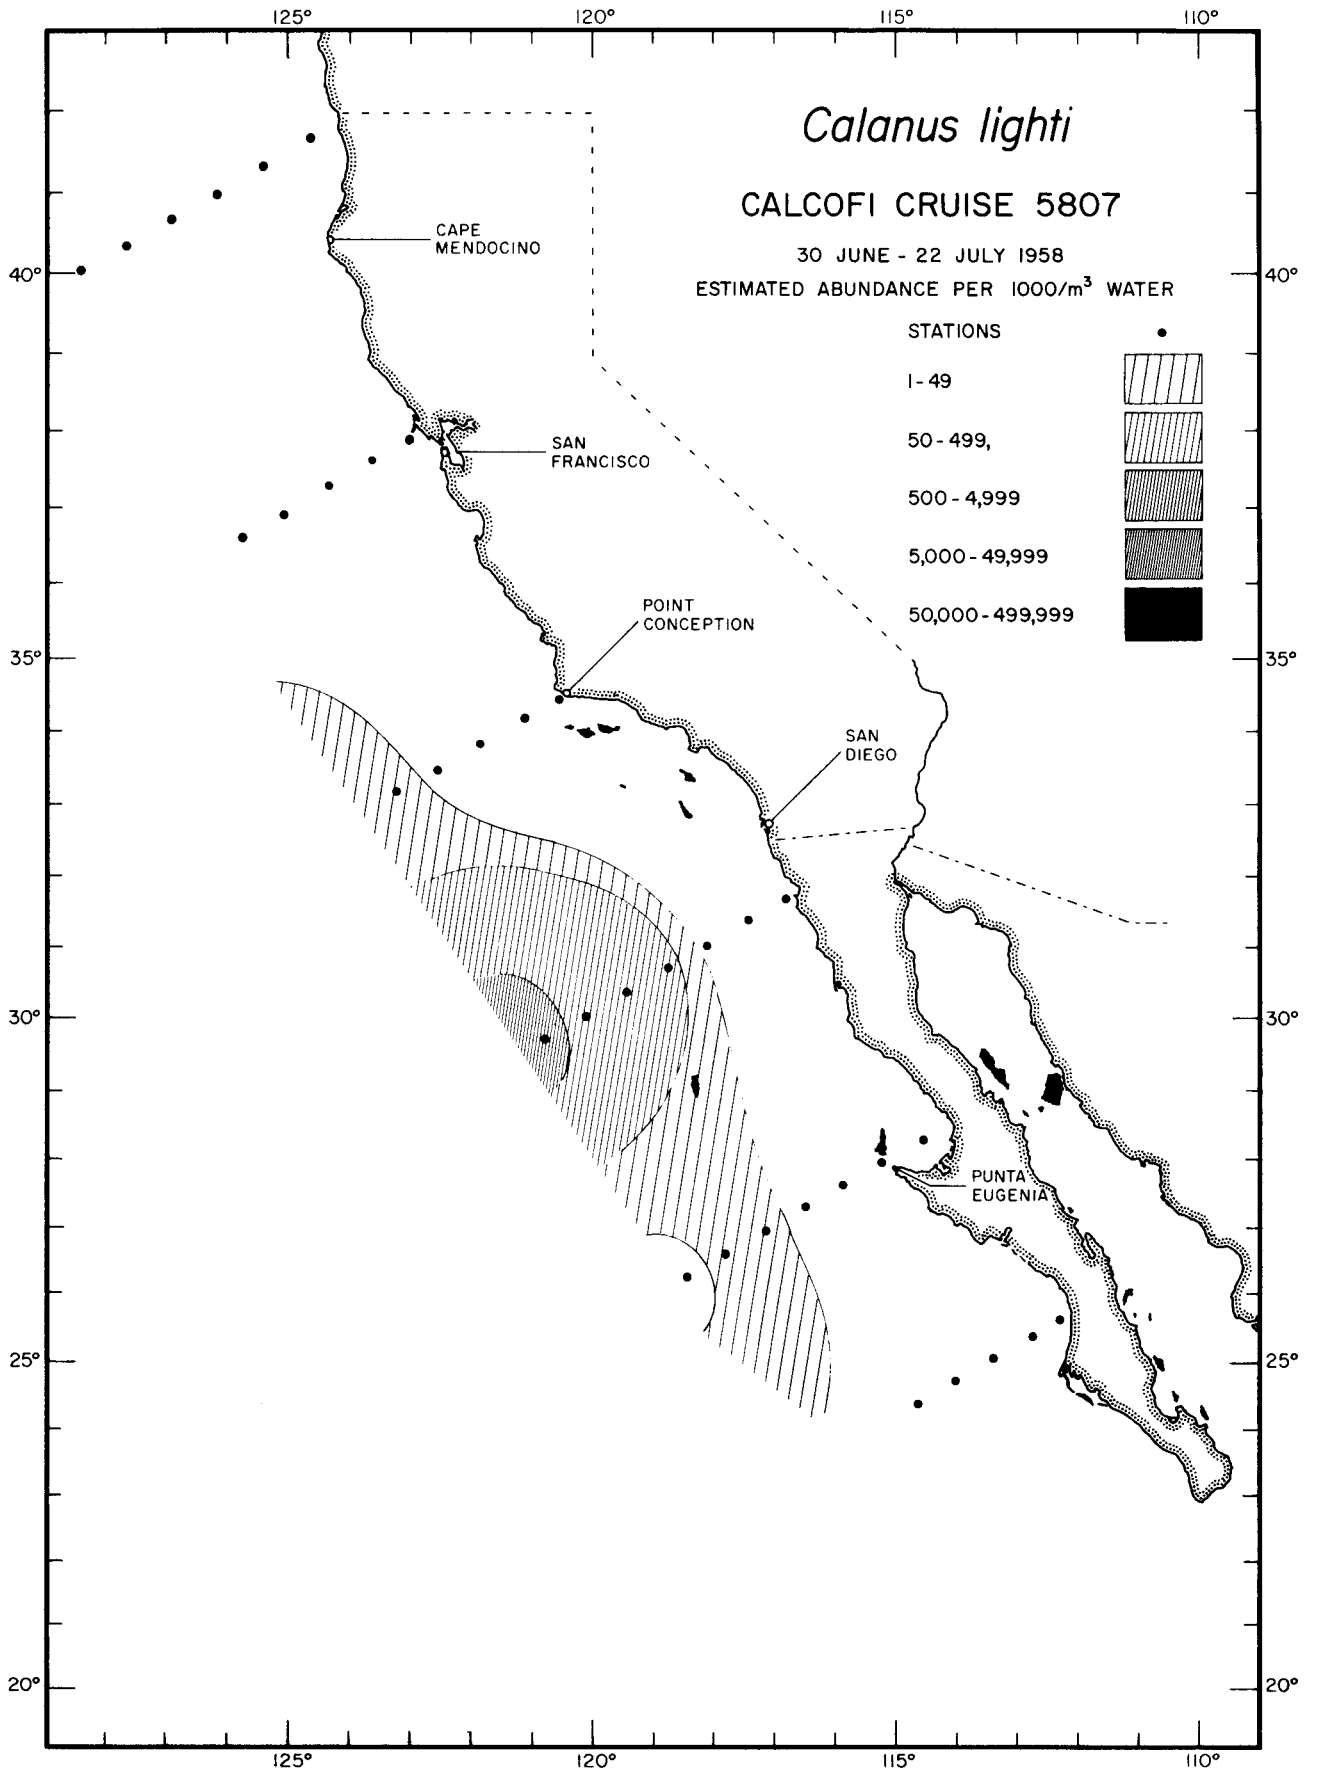 125° 120° 115° 110°
Calanus lighti
CALCOFI CRUISE 5807
30 JUNE - 22 JULY 1958
ESTIMATED ABUNDANCE PER 1000/m³ WATER
STATIONS
1-49
50-499,
500-4,999
5,000-49,999
50,000-499,999
CAPE
MENDOCINO
40° 40°
SAN
FRANCISCO
POINT
CONCEPTION
35° 35°
SAN
DIEGO
30° 30°
PUNTA
EUGENIA
25° 25°
20° 20°
125° 120° 115° 110°